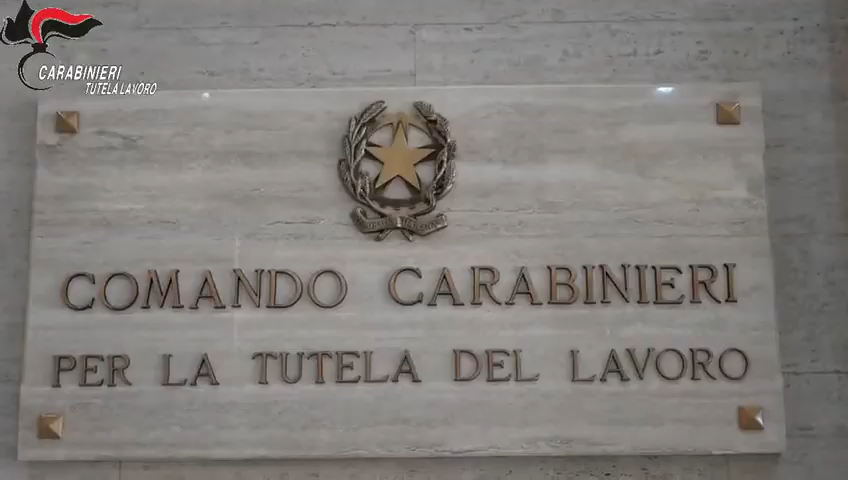 CARABINIERI
TUTELA LAVORO
COMANDO CARABINIERI
PER LA TUTELA DEL LAVORO